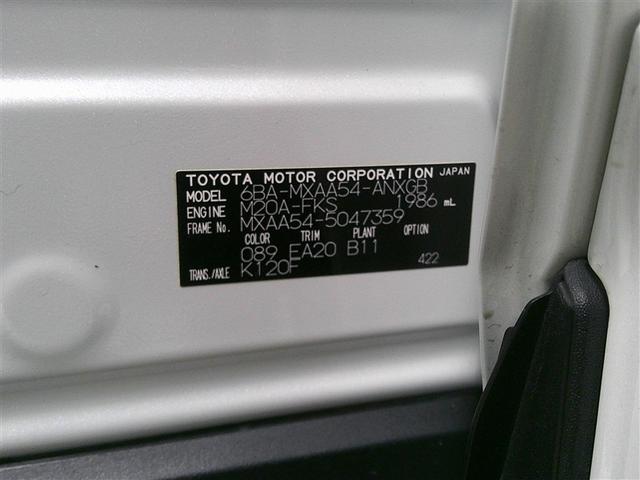 TOYOTA MOTOR CORPORATION JAPAN
MODEL 6BA-MXAA54-ANXGB
ENGINE M20A-FKS 1986 mL
FRAME No. MXAA54-5047359
COLOR TRIM PLANT OPTION
089 EA20 B11
TRANS./AXLE K120F 422